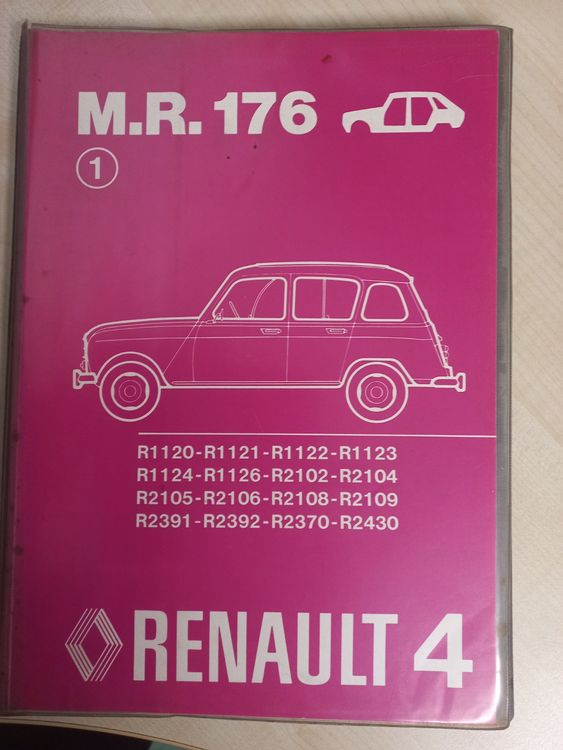 M.R. 176
1
R1120-R1121-R1122-R1123
R1124-R1126-R2102-R2104
R2105-R2106-R2108-R2109
R2391-R2392-R2370-R2430
RENAULT 4